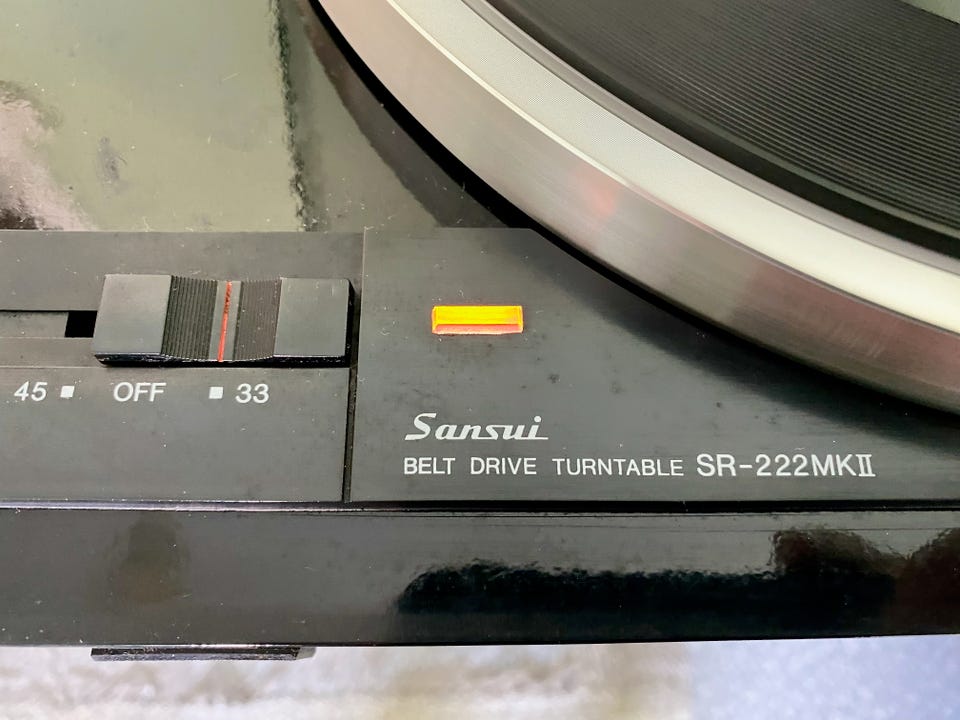 45 ■ OFF ■ 33
Sansui
BELT DRIVE TURNTABLE SR-222MKII